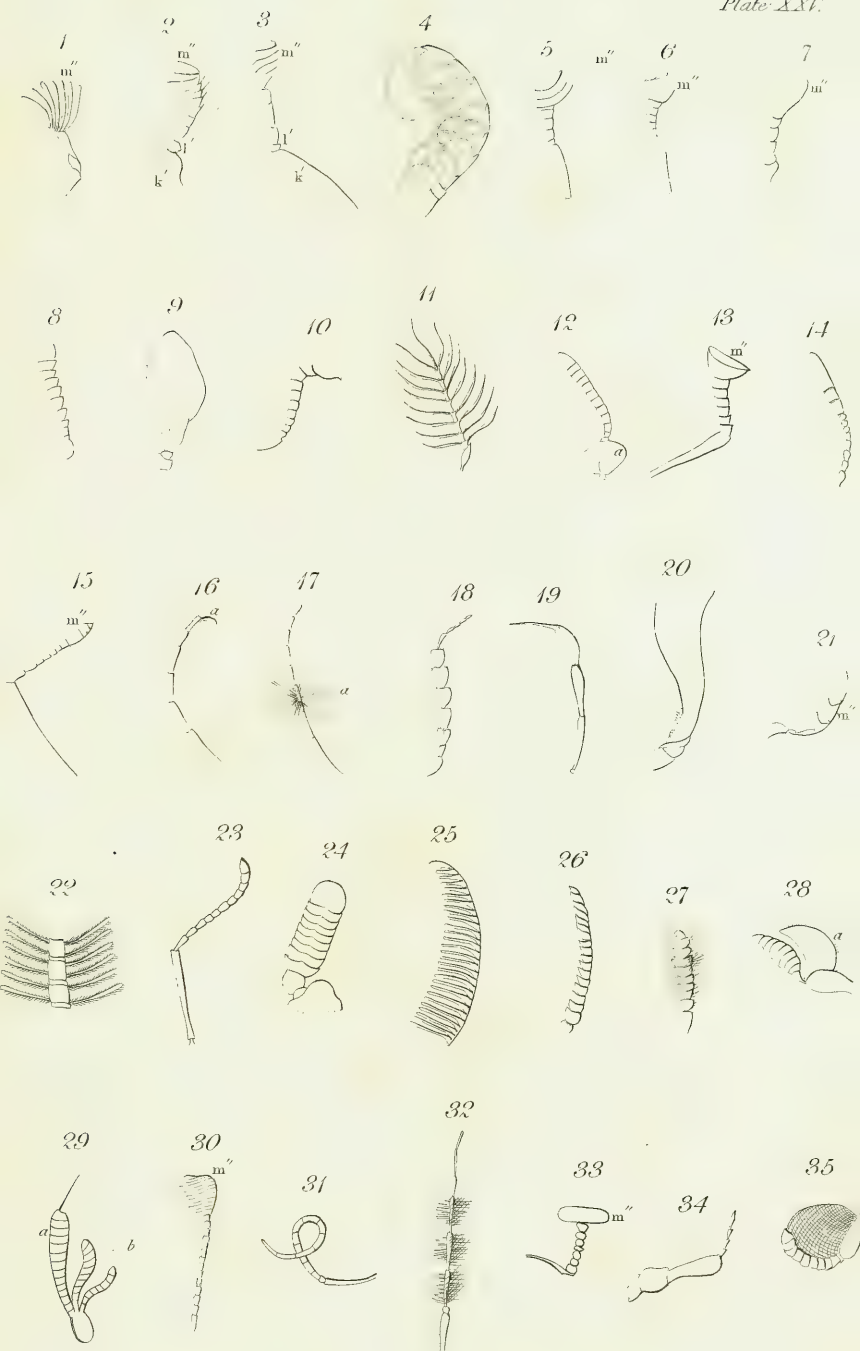 Plate XXV.
1 2 3 4 5 6 7
m" m" m" m" m" m"
l' l'
k' k'
8 9 10 11 12 13 14
m"
a
15 16 17 18 19 20 21
m" a a m"
22 23 24 25 26 27 28
a
29 30 31 32 33 34 35
m" m"
a b